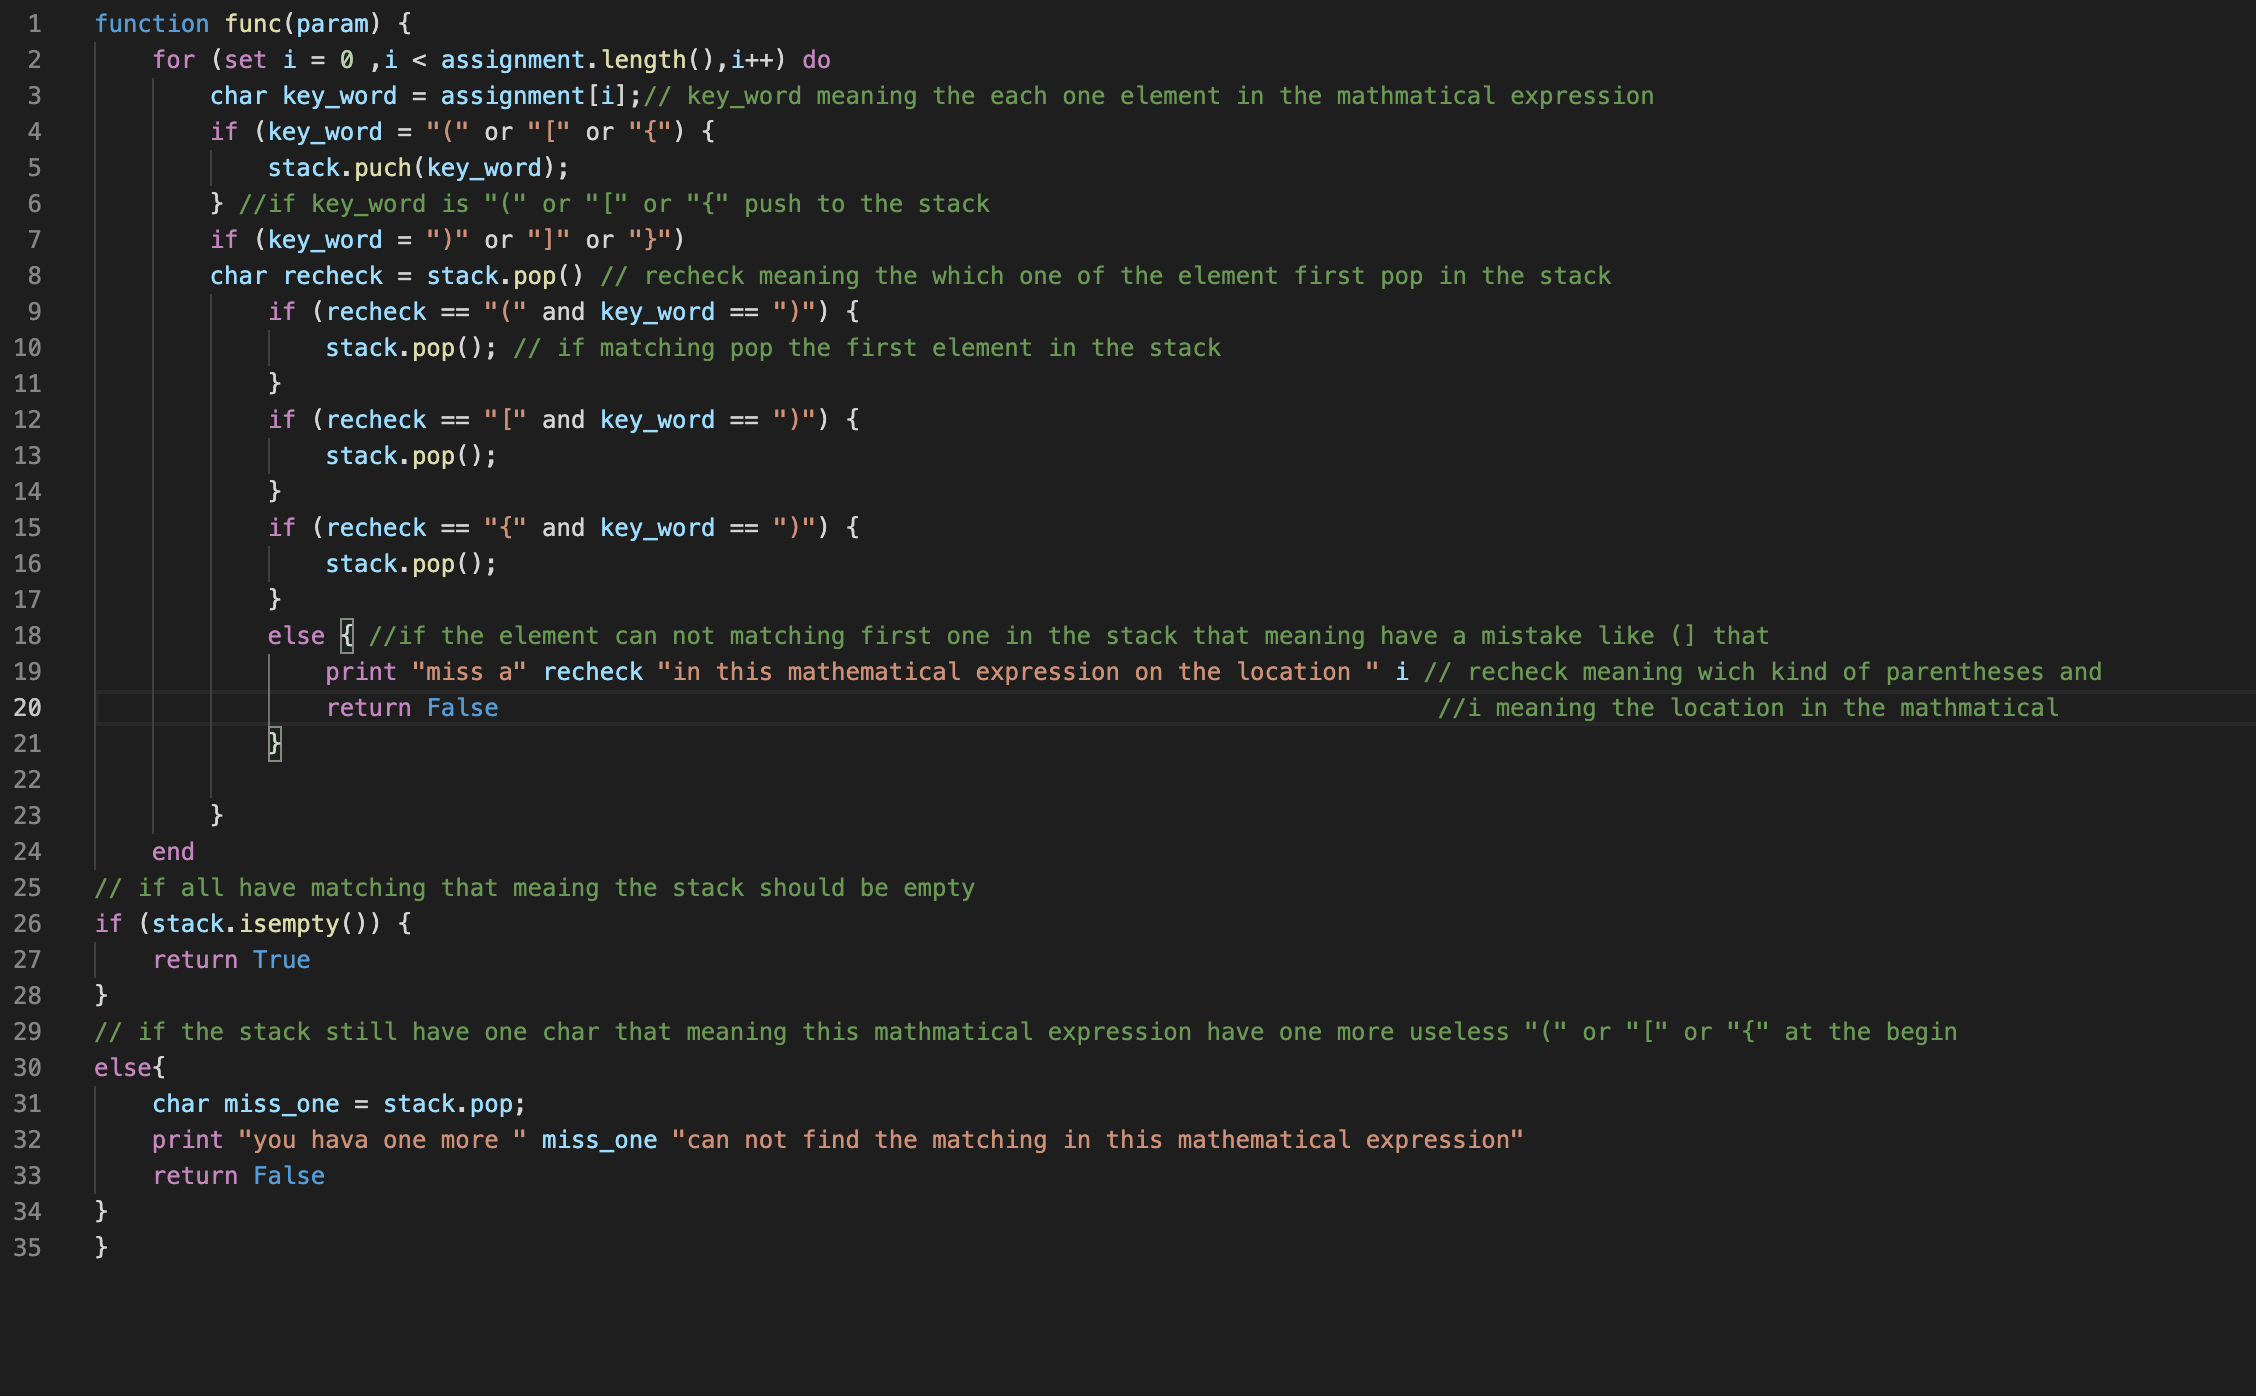 1 function func(param) {
2 for (set i = 0 ,i < assignment.length(),i++) do
3 char key_word = assignment[i];// key_word meaning the each one element in the mathmatical expression
4 if (key_word = "(" or "[" or "{") {
5 stack.puch(key_word);
6 } //if key_word is "(" or "[" or "{" push to the stack
7 if (key_word = ")" or "]" or "}")
8 char recheck = stack.pop() // recheck meaning the which one of the element first pop in the stack
9 if (recheck == "(" and key_word == ")") {
10 stack.pop(); // if matching pop the first element in the stack
11 }
12 if (recheck == "[" and key_word == ")") {
13 stack.pop();
14 }
15 if (recheck == "{" and key_word == ")") {
16 stack.pop();
17 }
18 else { //if the element can not matching first one in the stack that meaning have a mistake like (] that
19 print "miss a" recheck "in this mathematical expression on the location " i // recheck meaning wich kind of parentheses and
20 return False //i meaning the location in the mathmatical
21 }
22
23 }
24 end
25 // if all have matching that meaing the stack should be empty
26 if (stack.isempty()) {
27 return True
28 }
29 // if the stack still have one char that meaning this mathmatical expression have one more useless "(" or "[" or "{" at the begin
30 else{
31 char miss_one = stack.pop;
32 print "you hava one more " miss_one "can not find the matching in this mathematical expression"
33 return False
34 }
35 }